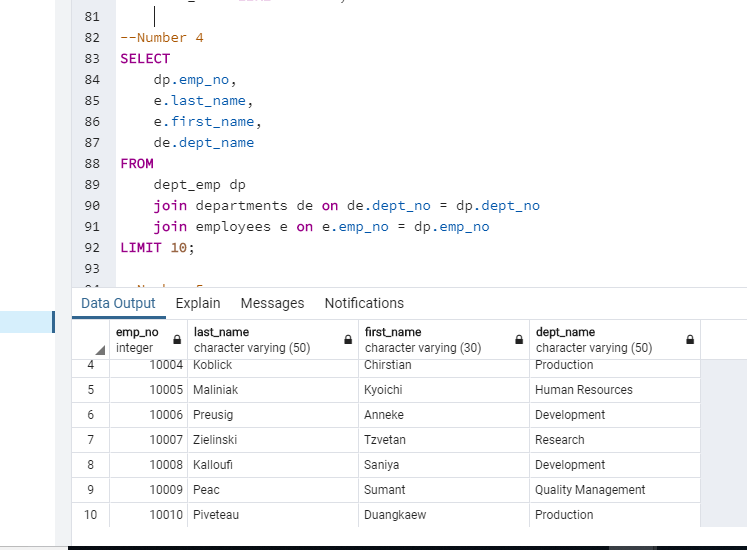 81
82 --Number 4
83 SELECT
84 dp.emp_no,
85 e.last_name,
86 e.first_name,
87 de.dept_name
88 FROM
89 dept_emp dp
90 join departments de on de.dept_no = dp.dept_no
91 join employees e on e.emp_no = dp.emp_no
92 LIMIT 10;
93
Data Output Explain Messages Notifications
emp_no last_name first_name dept_name
integer character varying (50) character varying (30) character varying (50)
4 10004 Koblick Chirstian Production
5 10005 Maliniak Kyoichi Human Resources
6 10006 Preusig Anneke Development
7 10007 Zielinski Tzvetan Research
8 10008 Kalloufi Saniya Development
9 10009 Peac Sumant Quality Management
10 10010 Piveteau Duangkaew Production